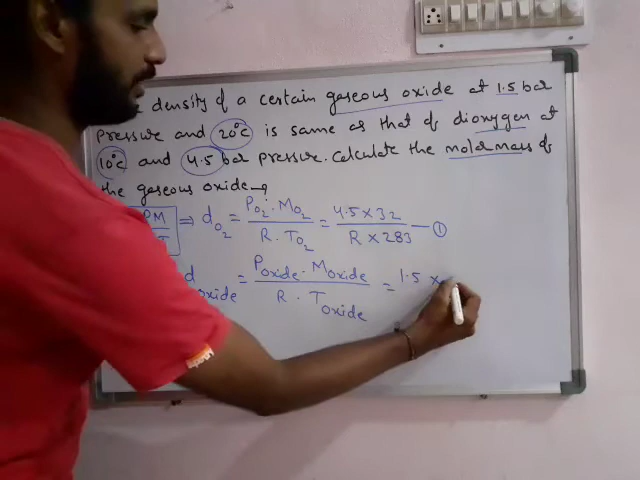 density of a certain gaseous oxide at 1.5 bar
pressure and 20°C is same as that of dioxygen at
10°C and 4.5 bar pressure. Calculate the molar mass of
the gaseous oxide
PM ⇒ d_O2 = P_O2 · M_O2 / R · T_O2 = 4.5 × 32 / R × 283 — ①
d_oxide = P_oxide · M_oxide / R · T_oxide = 1.5 ×